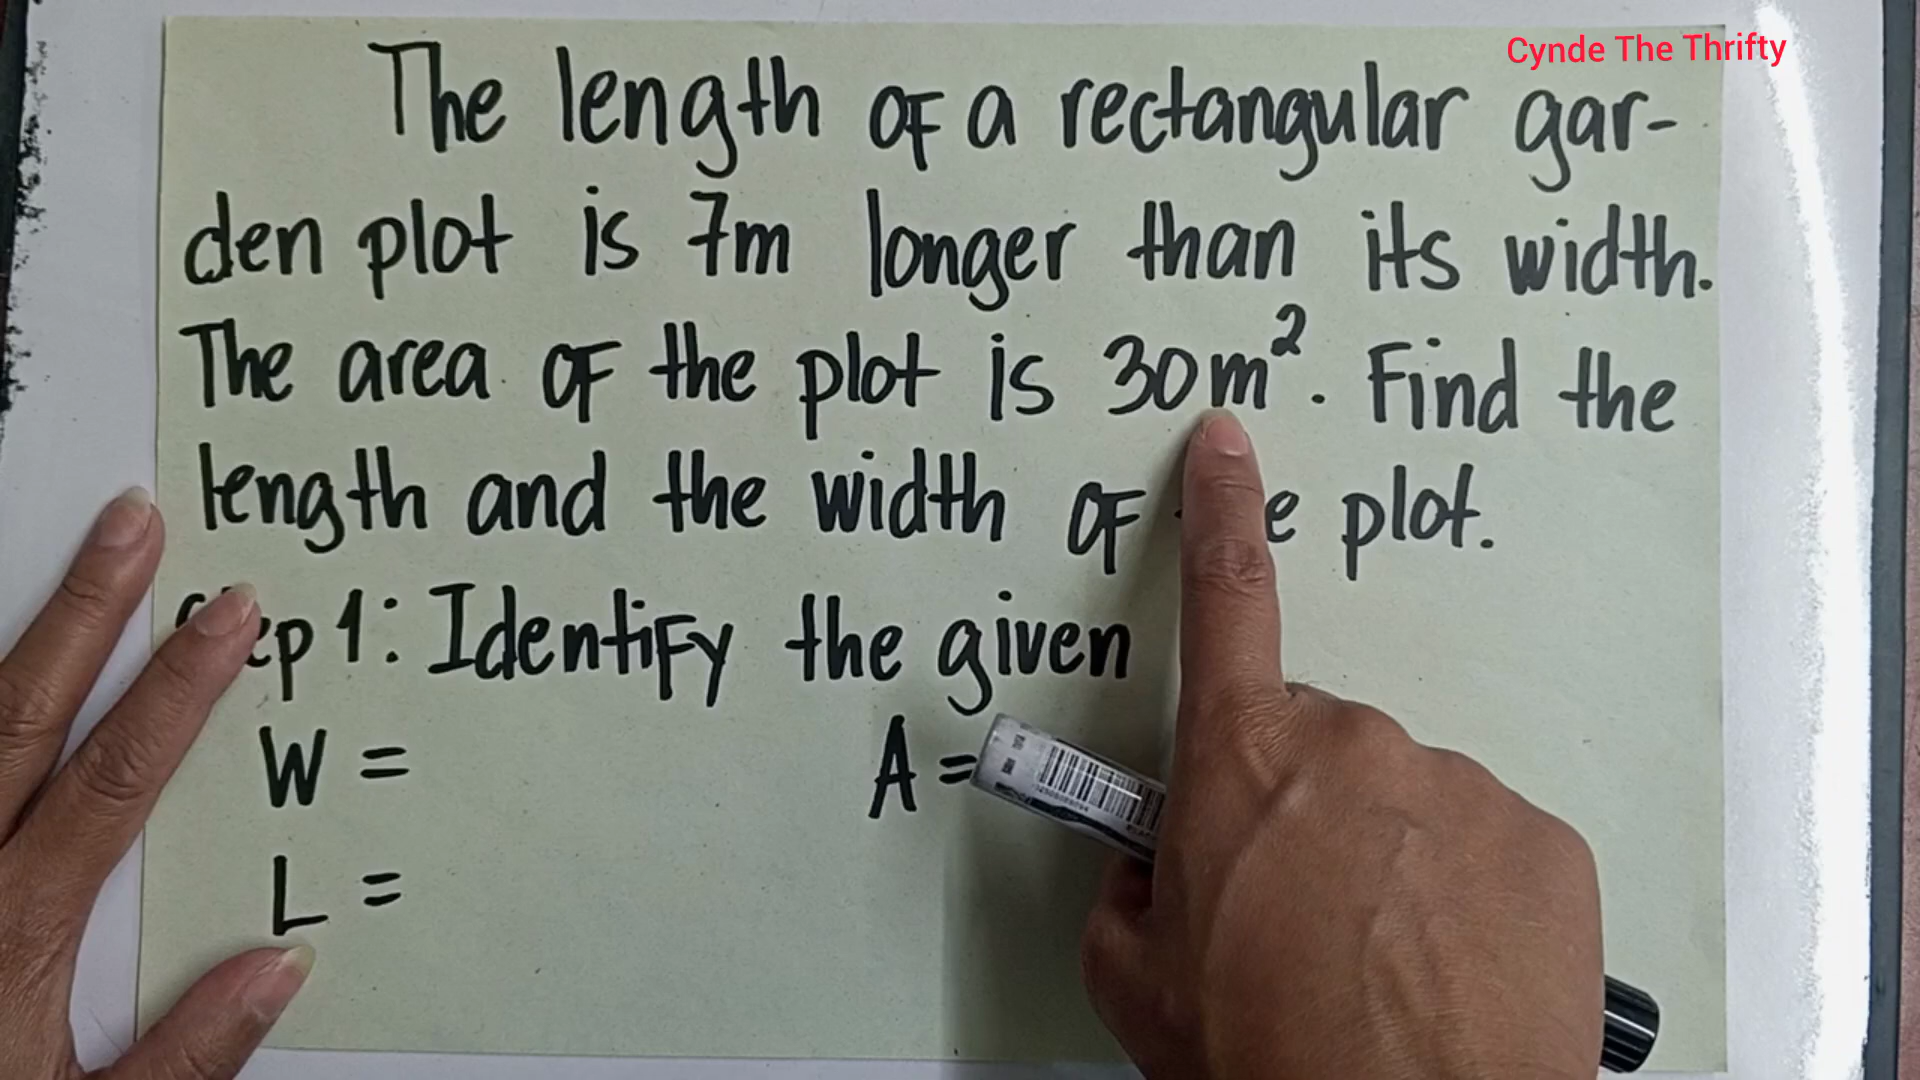 Cynde The Thrifty
The length of a rectangular gar-
den plot is 7m longer than its width.
The area of the plot is 30m². Find the
length and the width of plot.
1: Identify the given
W = A =
L =